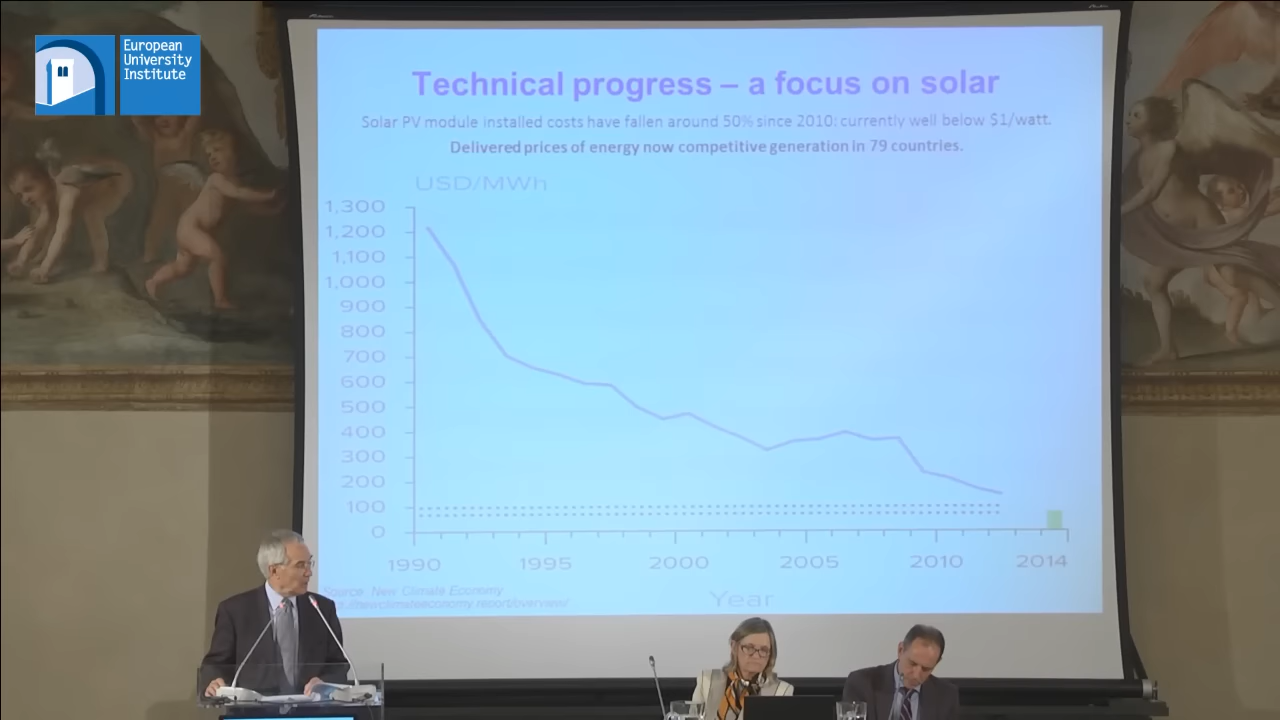 European
University
Institute
Technical progress – a focus on solar
Solar PV module installed costs have fallen around 50% since 2010: currently well below $1/watt.
Delivered prices of energy now competitive generation in 79 countries.
USD/MWh
1,300
1,200
1,100
1,000
900
800
700
600
500
400
300
200
100
0
1990
1995
2000
2005
2010
2014
Year
Source: New Climate Economy
newclimateeconomy.report/overview/